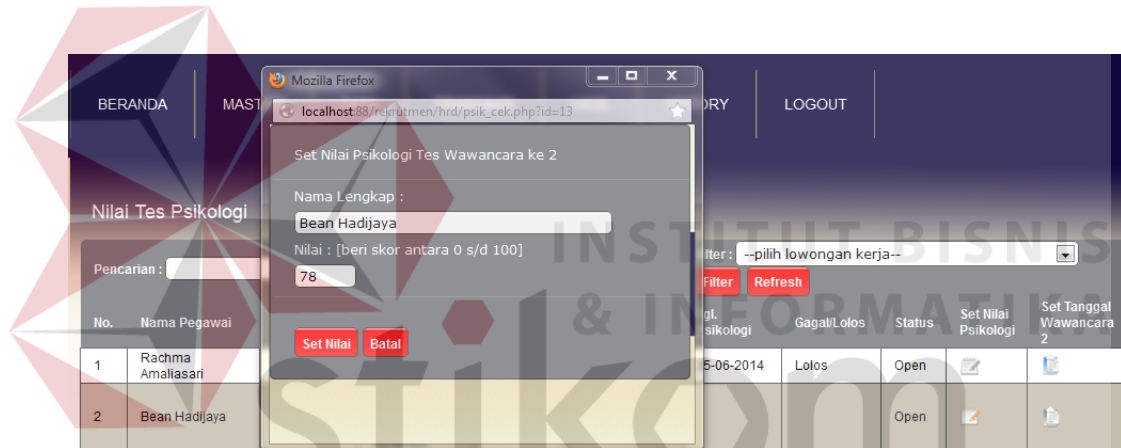 Mozilla Firefox
localhost:88/rekrutmen/hrd/psik_cek.php?id=13
BERANDA MAST ORY LOGOUT
Set Nilai Psikologi Tes Wawancara ke 2
Nama Lengkap :
Bean Hadijaya
Nilai : [beri skor antara 0 s/d 100]
78
Set Nilai Batal
Nilai Tes Psikologi
Pencarian : lter : --pilih lowongan kerja--
Filter Refresh
No. Nama Pegawai gl. sikologi Gagal/Lolos Status Set Nilai Psikologi Set Tanggal Wawancara 2
1 Rachma Amaliasari 5-06-2014 Lolos Open
2 Bean Hadijaya Open
INSTITUT BISNIS
& INFORMATIKA
stikom